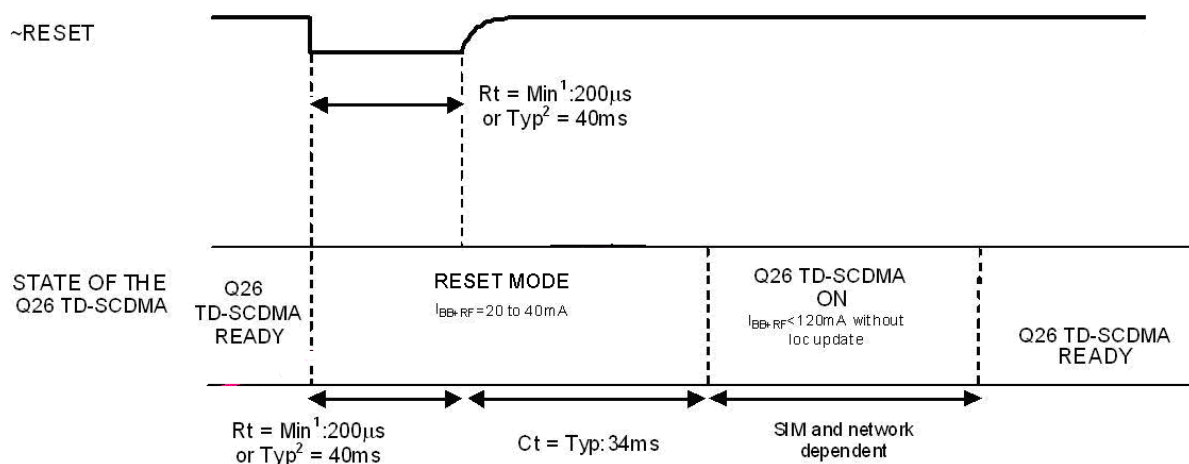 ~RESET
Rt = Min¹:200µs
or Typ² = 40ms
STATE OF THE
Q26 TD-SCDMA
Q26
TD-SCDMA
READY
RESET MODE
I_BB+RF=20 to 40mA
Q26 TD-SCDMA
ON
I_BB+RF<120mA without
loc update
Q26 TD-SCDMA
READY
Rt = Min¹:200µs
or Typ² = 40ms
Ct = Typ:34ms
SIM and network
dependent